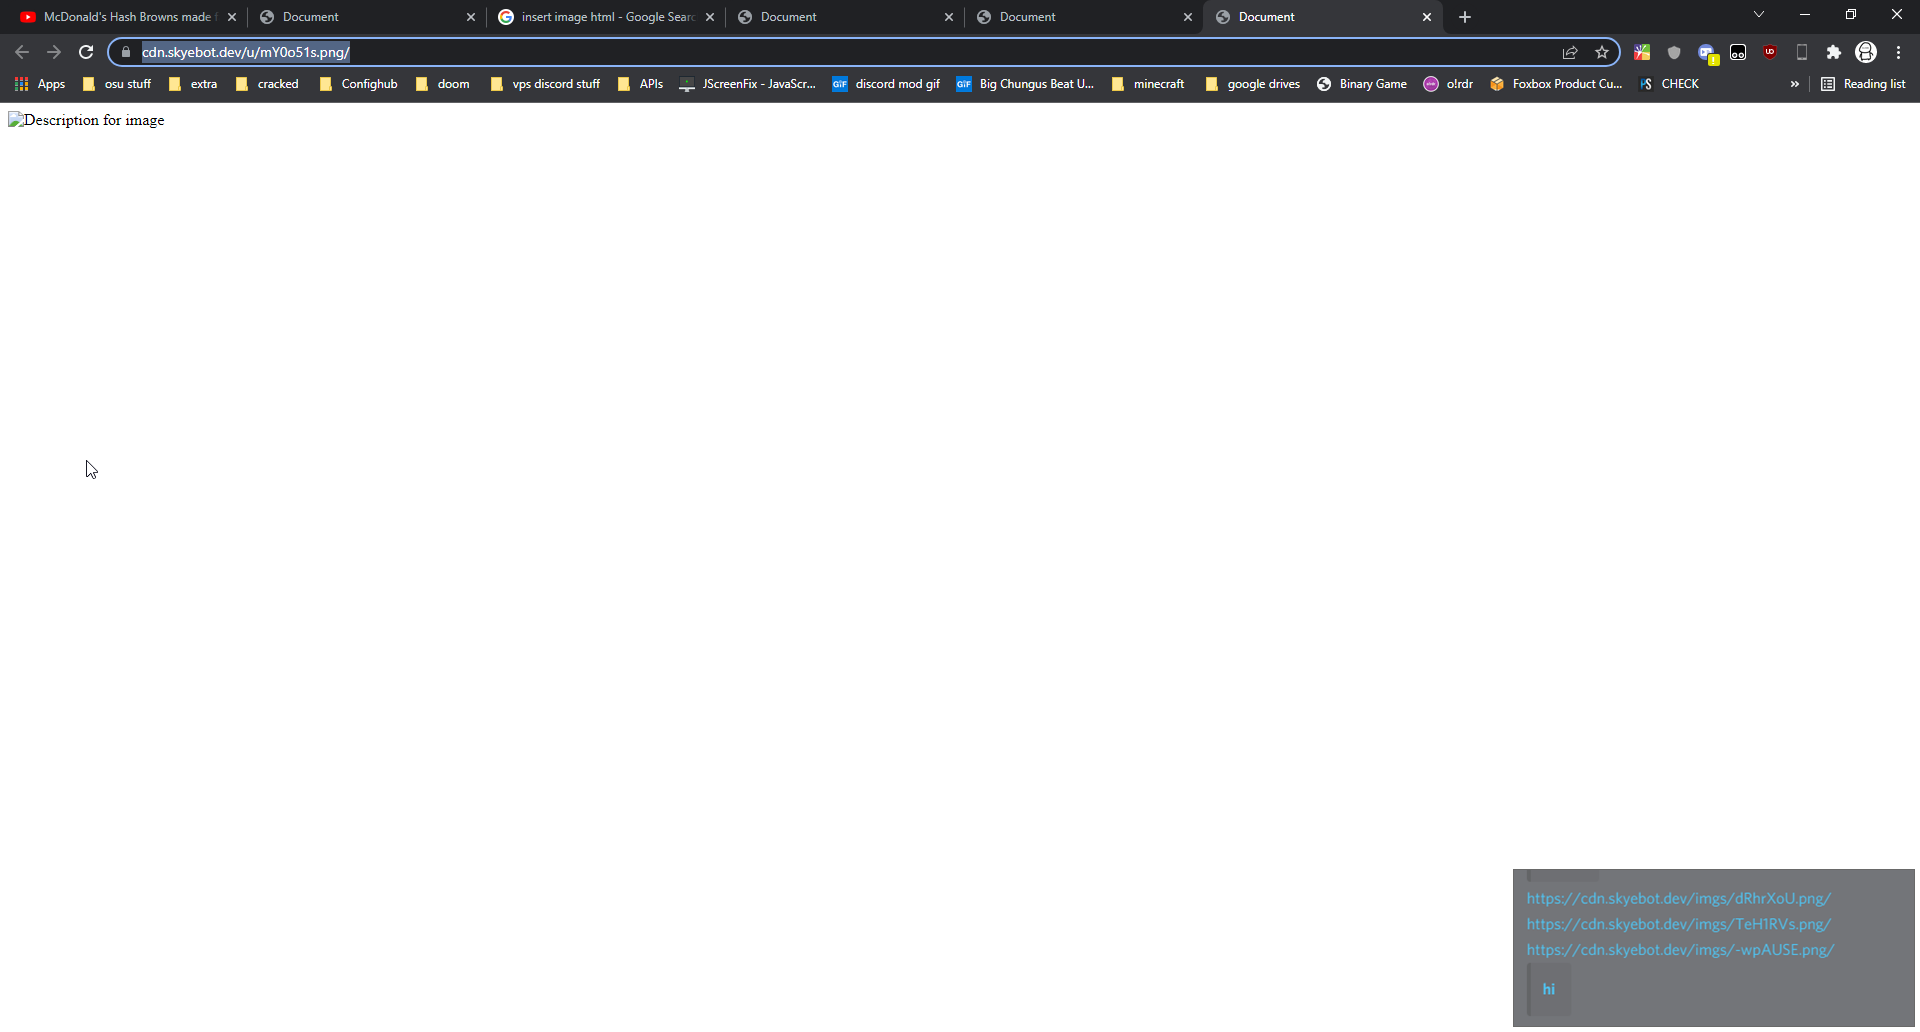 McDonald's Hash Browns made f
Document
insert image html - Google Searc
Document
Document
Document
cdn.skyebot.dev/u/mY0o51s.png/
Apps
osu stuff
extra
cracked
Confighub
doom
vps discord stuff
APIs
JScreenFix - JavaScr...
GIF
discord mod gif
GIF
Big Chungus Beat U...
minecraft
google drives
Binary Game
o!rdr
Foxbox Product Cu...
CHECK
»
Reading list
Description for image
https://cdn.skyebot.dev/imgs/dRhrXoU.png/
https://cdn.skyebot.dev/imgs/TeH1RVs.png/
https://cdn.skyebot.dev/imgs/-wpAUSE.png/
hi